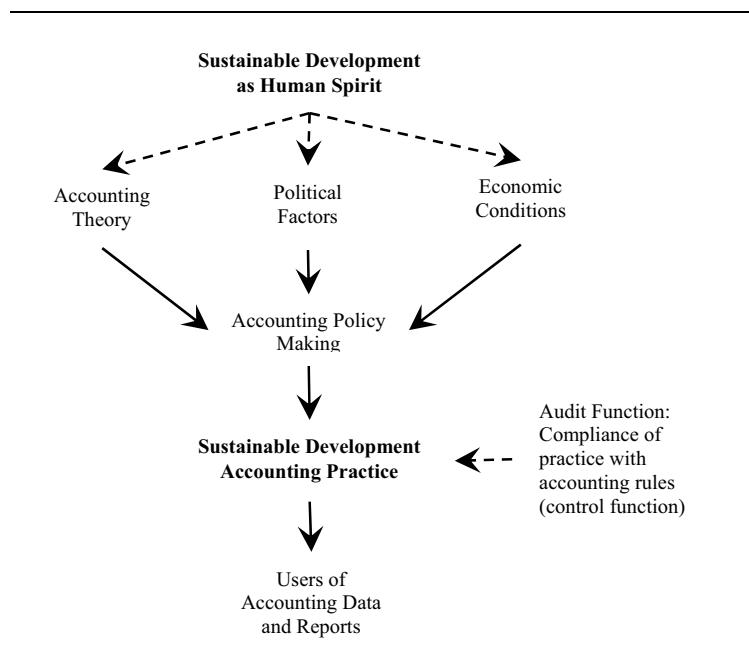 Sustainable Development
as Human Spirit
Accounting
Theory
Political
Factors
Economic
Conditions
Accounting Policy
Making
Sustainable Development
Accounting Practice
Audit Function:
Compliance of
practice with
accounting rules
(control function)
Users of
Accounting Data
and Reports